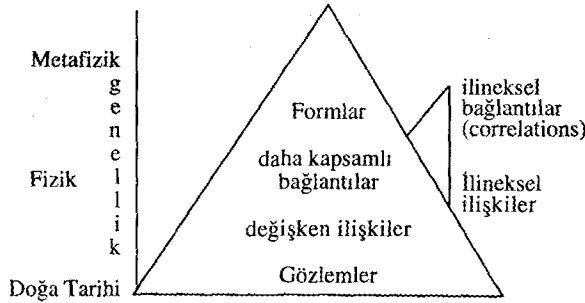 Metafizik
g
e
n
e
l
l
i
k
Fizik
Doğa Tarihi
Formlar
daha kapsamlı
bağlantılar
değişken ilişkiler
Gözlemler
ilineksel
bağlantılar
(correlations)
İlineksel
ilişkiler